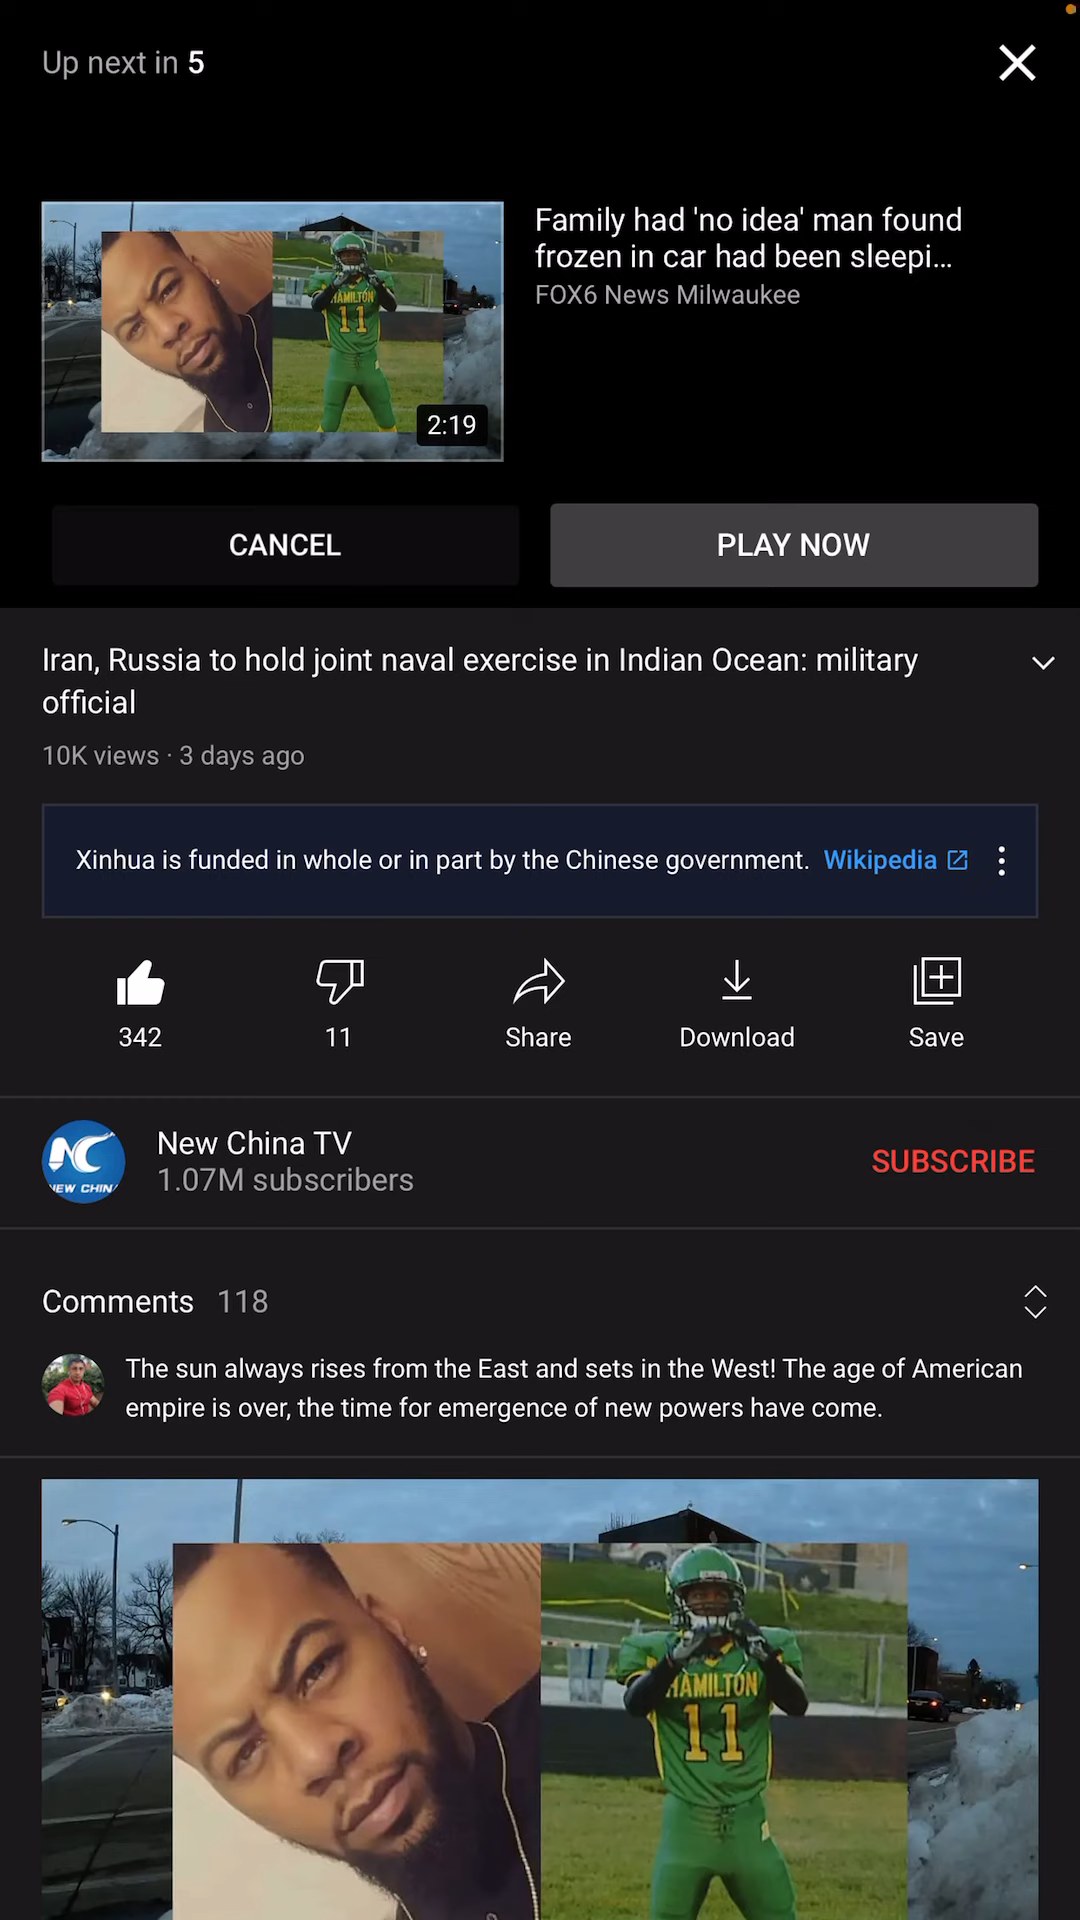 Up next in 5
Family had 'no idea' man found
frozen in car had been sleepi...
FOX6 News Milwaukee
HAMILTON
11
2:19
CANCEL
PLAY NOW
Iran, Russia to hold joint naval exercise in Indian Ocean: military
official
10K views · 3 days ago
Xinhua is funded in whole or in part by the Chinese government. Wikipedia
342
11
Share
Download
Save
NC
NEW CHIN
New China TV
1.07M subscribers
SUBSCRIBE
Comments 118
The sun always rises from the East and sets in the West! The age of American
empire is over, the time for emergence of new powers have come.
HAMILTON
11